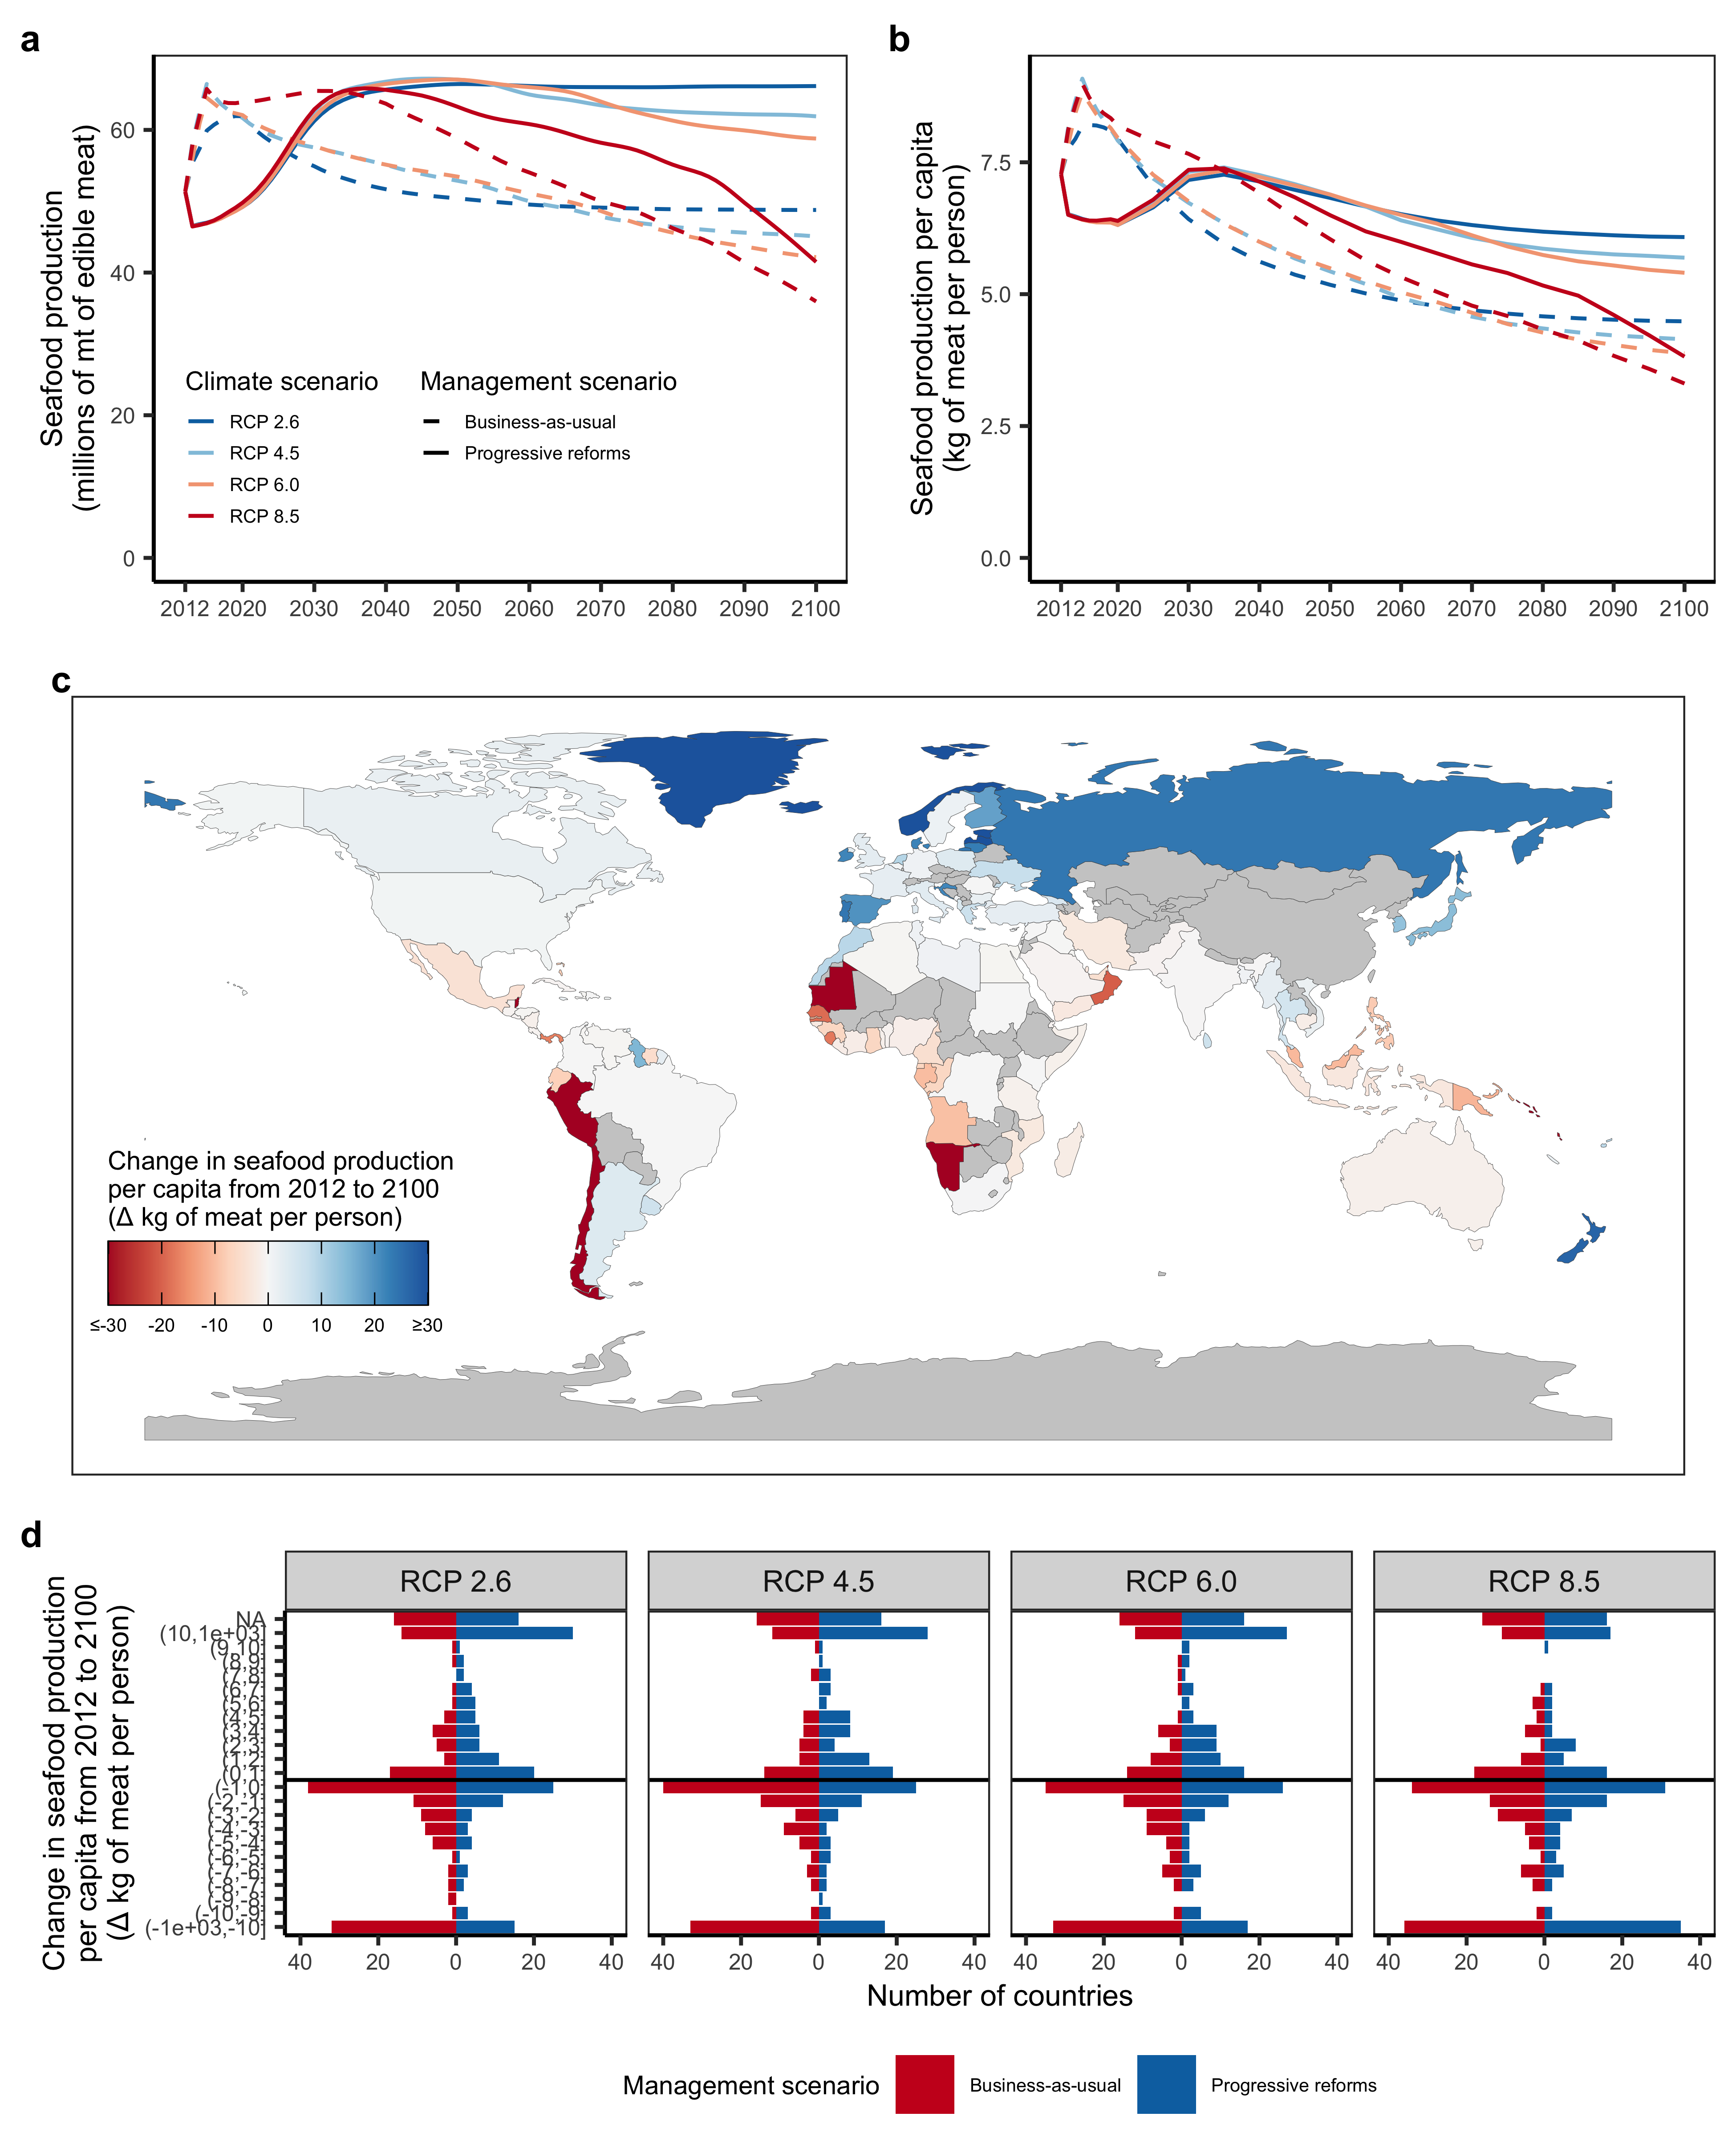 a
Seafood production
(millions of mt of edible meat)
60
40
20
0
Climate scenario
RCP 2.6
RCP 4.5
RCP 6.0
RCP 8.5
Management scenario
Business-as-usual
Progressive reforms
2012 2020 2030 2040 2050 2060 2070 2080 2090 2100
b
Seafood production per capita
(kg of meat per person)
7.5
5.0
2.5
0.0
2012 2020 2030 2040 2050 2060 2070 2080 2090 2100
c
Change in seafood production
per capita from 2012 to 2100
(Δ kg of meat per person)
≤-30 -20 -10 0 10 20 ≥30
d
Change in seafood production
per capita from 2012 to 2100
(Δ kg of meat per person)
RCP 2.6 RCP 4.5 RCP 6.0 RCP 8.5
NA
(10,1e+03]
(9,10]
(8,9]
(7,8]
(6,7]
(5,6]
(4,5]
(3,4]
(2,3]
(1,2]
(0,1]
(-1,0]
(-2,-1]
(-3,-2]
(-4,-3]
(-5,-4]
(-6,-5]
(-7,-6]
(-8,-7]
(-9,-8]
(-10,-9]
(-1e+03,-10]
40 20 0 20 40 40 20 0 20 40 40 20 0 20 40 40 20 0 20 40
Number of countries
Management scenario Business-as-usual Progressive reforms